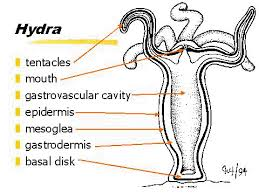 Hydra
tentacles
mouth
gastrovascular cavity
epidermis
mesoglea
gastrodermis
basal disk